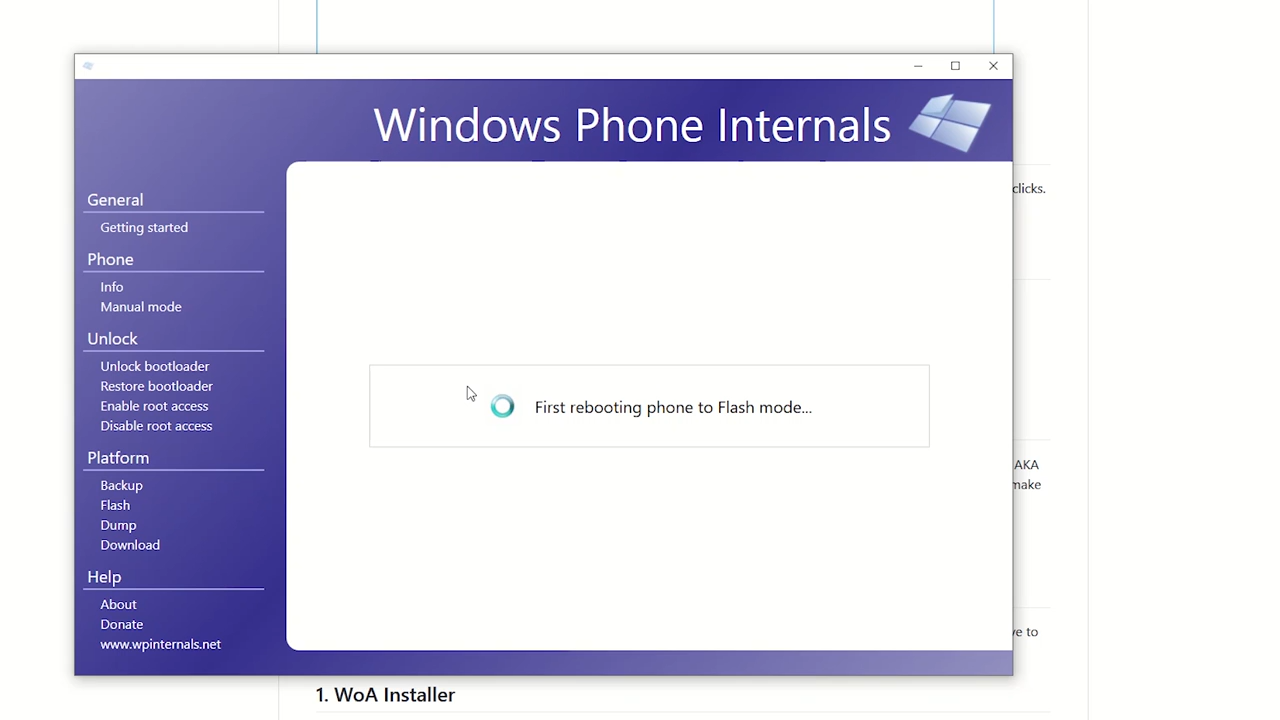 Windows Phone Internals
General
Getting started
Phone
Info
Manual mode
Unlock
Unlock bootloader
Restore bootloader
Enable root access
Disable root access
Platform
Backup
Flash
Dump
Download
Help
About
Donate
www.wpinternals.net
First rebooting phone to Flash mode...
clicks.
AKA
make
to
1. WoA Installer